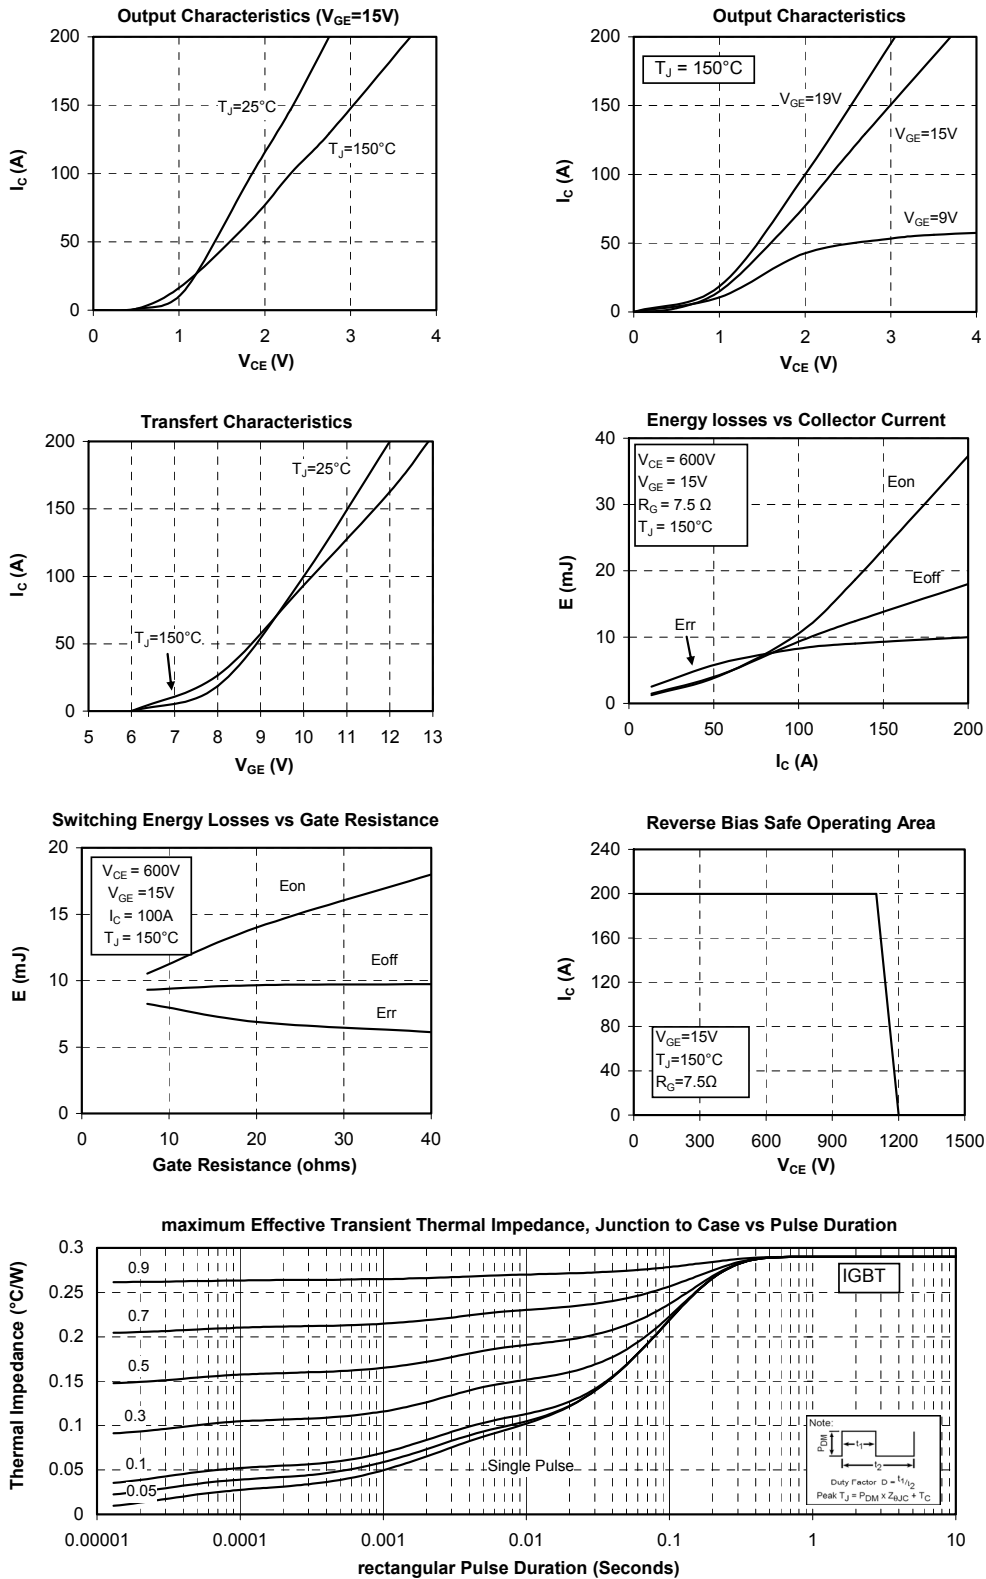 Output Characteristics (VGE=15V)
200
150
100
50
0
0 1 2 3 4
IC (A)
VCE (V)
TJ=25°C
TJ=150°C
Output Characteristics
200
150
100
50
0
0 1 2 3 4
IC (A)
VCE (V)
TJ = 150°C
VGE=19V
VGE=15V
VGE=9V
Transfert Characteristics
200
150
100
50
0
5 6 7 8 9 10 11 12 13
IC (A)
VGE (V)
TJ=25°C
TJ=150°C
Energy losses vs Collector Current
40
30
20
10
0
0 50 100 150 200
E (mJ)
IC (A)
VCE = 600V
VGE = 15V
RG = 7.5 Ω
TJ = 150°C
Eon
Eoff
Err
Switching Energy Losses vs Gate Resistance
20
15
10
5
0
0 10 20 30 40
E (mJ)
Gate Resistance (ohms)
VCE = 600V
VGE =15V
IC = 100A
TJ = 150°C
Eon
Eoff
Err
Reverse Bias Safe Operating Area
240
200
160
120
80
40
0
0 300 600 900 1200 1500
IC (A)
VCE (V)
VGE=15V
TJ=150°C
RG=7.5Ω
maximum Effective Transient Thermal Impedance, Junction to Case vs Pulse Duration
0.3
0.25
0.2
0.15
0.1
0.05
0
0.00001 0.0001 0.001 0.01 0.1 1 10
Thermal Impedance (°C/W)
rectangular Pulse Duration (Seconds)
0.9
0.7
0.5
0.3
0.1
0.05
Single Pulse
IGBT
Note:
PDM
t1
t2
Duty Factor D = t1/t2
Peak TJ = PDM x ZθJC + TC